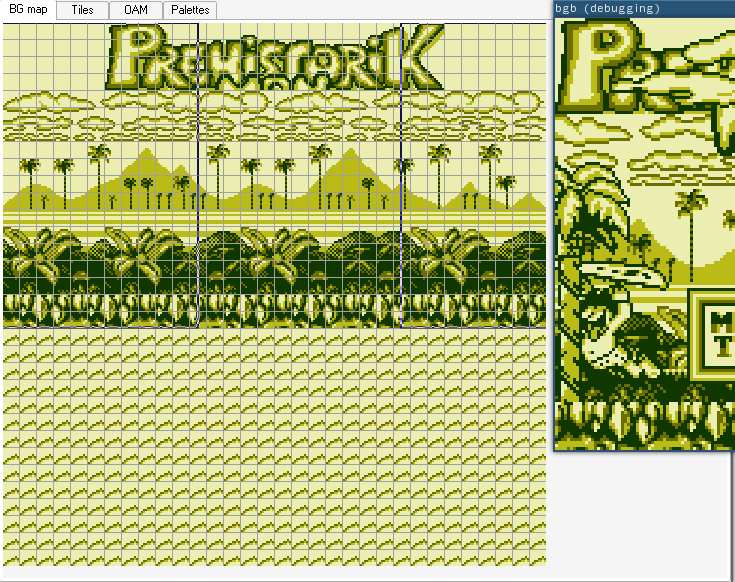 BG map
Tiles
OAM
Palettes
bgb (debugging)
PREHISTORIK
P
M
T